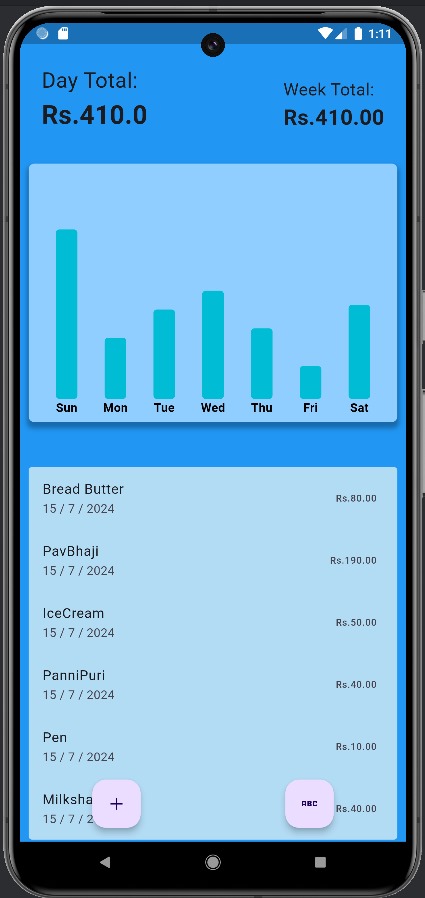 1:11
Day Total:
Rs.410.0
Week Total:
Rs.410.00
Sun Mon Tue Wed Thu Fri Sat
Bread Butter
Rs.80.00
15 / 7 / 2024
PavBhaji
Rs.190.00
15 / 7 / 2024
IceCream
Rs.50.00
15 / 7 / 2024
PanniPuri
Rs.40.00
15 / 7 / 2024
Pen
Rs.10.00
15 / 7 / 2024
Milksha
+
ABC
Rs.40.00
15 / 7 / 2